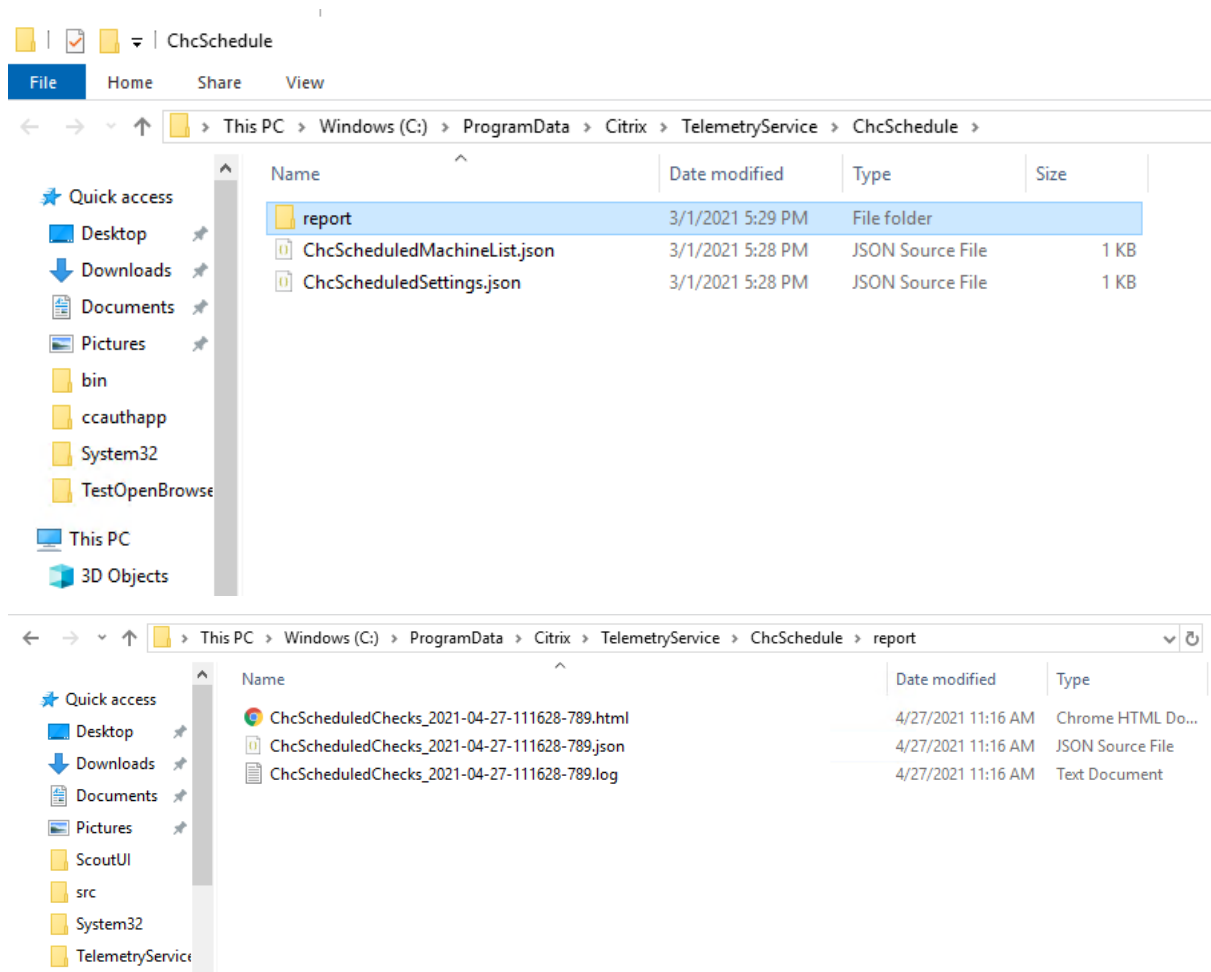 ChcSchedule
File Home Share View
This PC > Windows (C:) > ProgramData > Citrix > TelemetryService > ChcSchedule >
Name Date modified Type Size
Quick access
report 3/1/2021 5:29 PM File folder
Desktop
ChcScheduledMachineList.json 3/1/2021 5:28 PM JSON Source File 1 KB
Downloads
ChcScheduledSettings.json 3/1/2021 5:28 PM JSON Source File 1 KB
Documents
Pictures
bin
ccauthapp
System32
TestOpenBrowse
This PC
3D Objects
This PC > Windows (C:) > ProgramData > Citrix > TelemetryService > ChcSchedule > report
Name Date modified Type
Quick access
ChcScheduledChecks_2021-04-27-111628-789.html 4/27/2021 11:16 AM Chrome HTML Do...
Desktop
ChcScheduledChecks_2021-04-27-111628-789.json 4/27/2021 11:16 AM JSON Source File
Downloads
ChcScheduledChecks_2021-04-27-111628-789.log 4/27/2021 11:16 AM Text Document
Documents
Pictures
ScoutUI
src
System32
TelemetryService